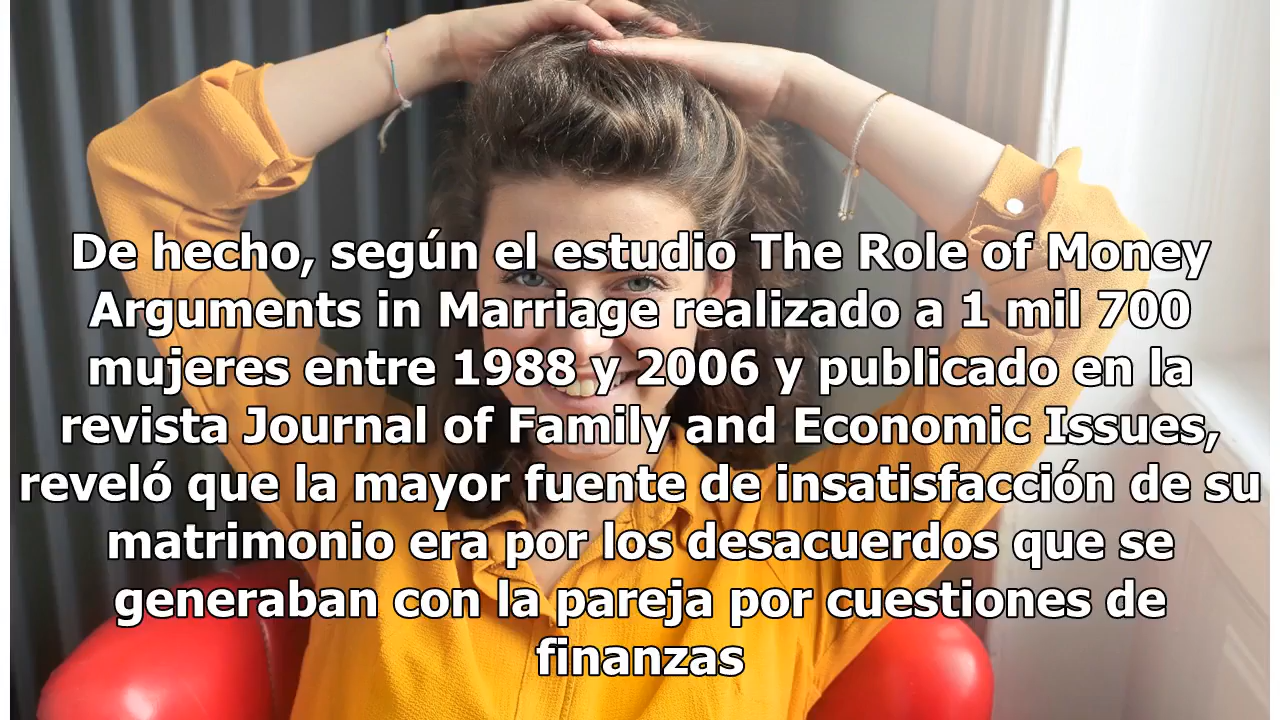 De hecho, según el estudio The Role of Money
Arguments in Marriage realizado a 1 mil 700
mujeres entre 1988 y 2006 y publicado en la
revista Journal of Family and Economic Issues,
reveló que la mayor fuente de insatisfacción de su
matrimonio era por los desacuerdos que se
generaban con la pareja por cuestiones de
finanzas